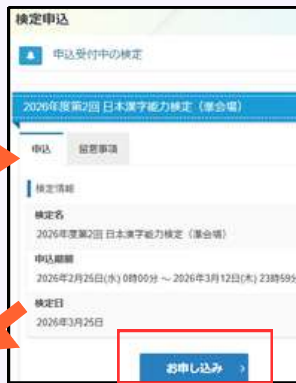 検定申込
申込受付中の検定
2026年度第2回 日本漢字能力検定（準会場）
申込
留意事項
検定情報
検定名
2026年度第2回 日本漢字能力検定（準会場）
申込期間
2026年2月25日(水) 0時00分 ～ 2026年3月12日(木) 23時59分
検定日
2026年3月25日
お申し込み